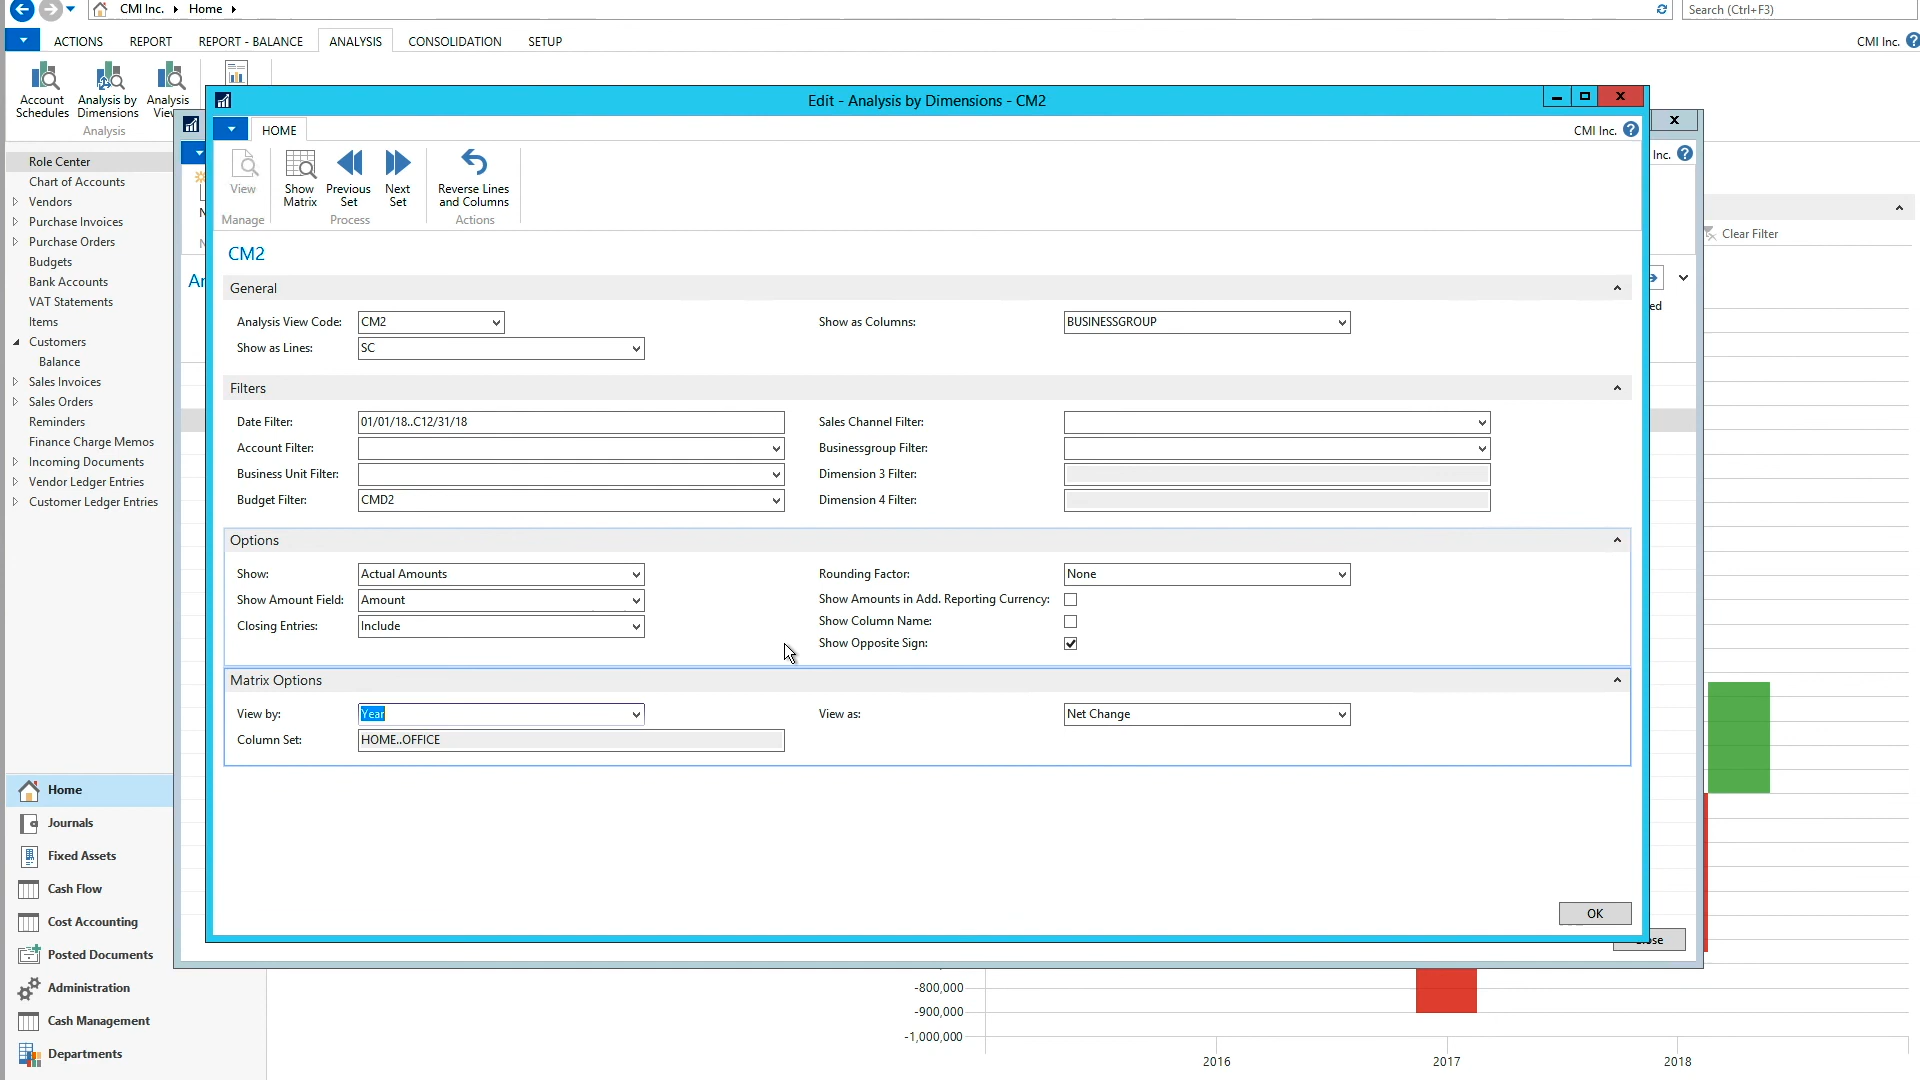 CMI Inc. Home
Search (Ctrl+F3)
ACTIONS REPORT REPORT - BALANCE ANALYSIS CONSOLIDATION SETUP
CMI Inc.
Account Schedules
Analysis by Dimensions
Analysis
Analysis
Edit - Analysis by Dimensions - CM2
HOME
CMI Inc.
Inc.
View
Show Matrix
Previous Set
Next Set
Reverse Lines and Columns
Manage Process Actions
Role Center
Chart of Accounts
Vendors
Purchase Invoices
Purchase Orders
Budgets
Bank Accounts
VAT Statements
Items
Customers
Balance
Sales Invoices
Sales Orders
Reminders
Finance Charge Memos
Incoming Documents
Vendor Ledger Entries
Customer Ledger Entries
Home
Journals
Fixed Assets
Cash Flow
Cost Accounting
Posted Documents
Administration
Cash Management
Departments
CM2
General
Analysis View Code: CM2
Show as Columns: BUSINESSGROUP
Show as Lines: SC
Filters
Date Filter: 01/01/18..C12/31/18
Sales Channel Filter:
Account Filter:
Businessgroup Filter:
Business Unit Filter:
Dimension 3 Filter:
Budget Filter: CMD2
Dimension 4 Filter:
Options
Show: Actual Amounts
Rounding Factor: None
Show Amount Field: Amount
Show Amounts in Add. Reporting Currency:
Closing Entries: Include
Show Column Name:
Show Opposite Sign:
Matrix Options
View by: Year
View as: Net Change
Column Set: HOME..OFFICE
OK
Clear Filter
-800,000
-900,000
-1,000,000
2016 2017 2018